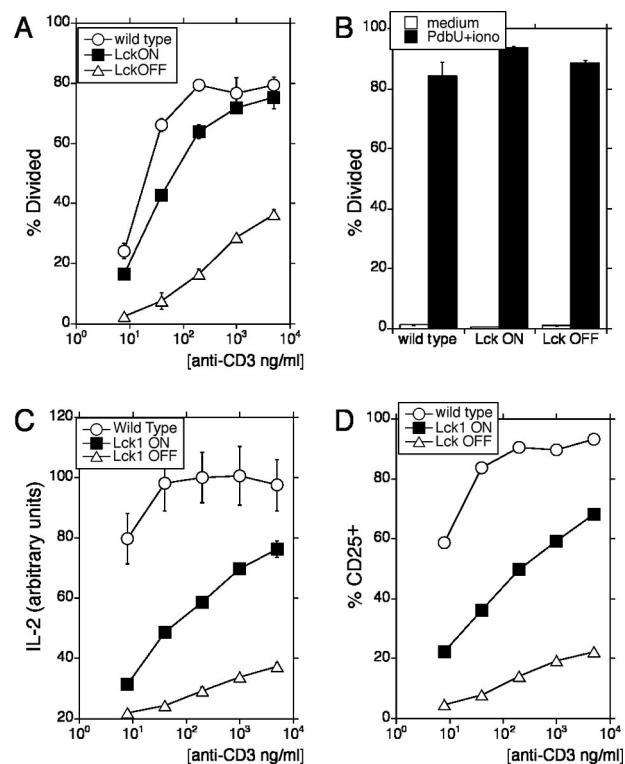 A
wild type
LckON
LckOFF
100
80
60
40
20
0
% Divided
10⁰ 10¹ 10² 10³ 10⁴
[anti-CD3 ng/ml]
B
medium
PdbU+iono
100
80
60
40
20
0
% Divided
wild type Lck ON Lck OFF
C
Wild Type
Lck1 ON
Lck1 OFF
120
100
80
60
40
20
IL-2 (arbitrary units)
10⁰ 10¹ 10² 10³ 10⁴
[anti-CD3 ng/ml]
D
wild type
Lck1 ON
Lck OFF
100
80
60
40
20
0
% CD25+
10⁰ 10¹ 10² 10³ 10⁴
[anti-CD3 ng/ml]